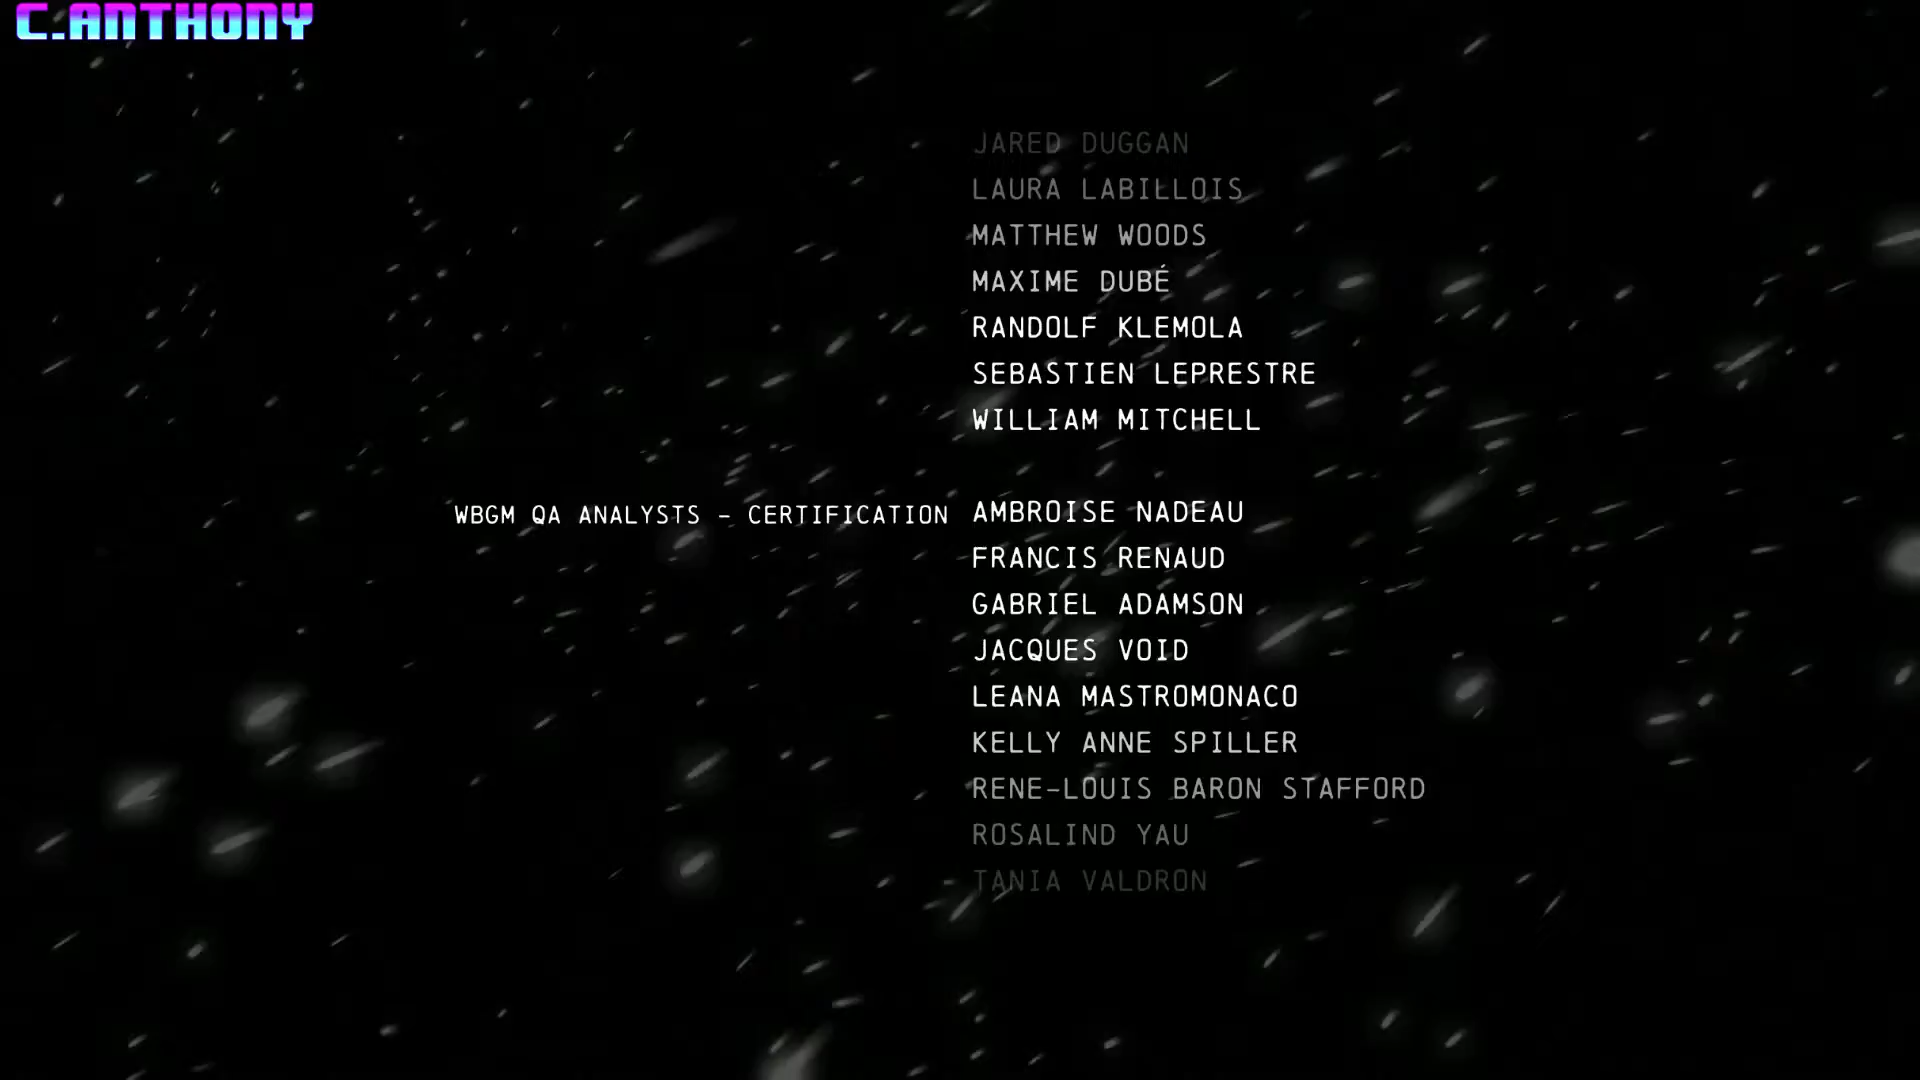 C.ANTHONY
JARED DUGGAN
LAURA LABILLOIS
MATTHEW WOODS
MAXIME DUBÉ
RANDOLF KLEMOLA
SEBASTIEN LEPRESTRE
WILLIAM MITCHELL
WBGM QA ANALYSTS - CERTIFICATION AMBROISE NADEAU
FRANCIS RENAUD
GABRIEL ADAMSON
JACQUES VOID
LEANA MASTROMONACO
KELLY ANNE SPILLER
RENE-LOUIS BARON STAFFORD
ROSALIND YAU
TANIA VALDRON